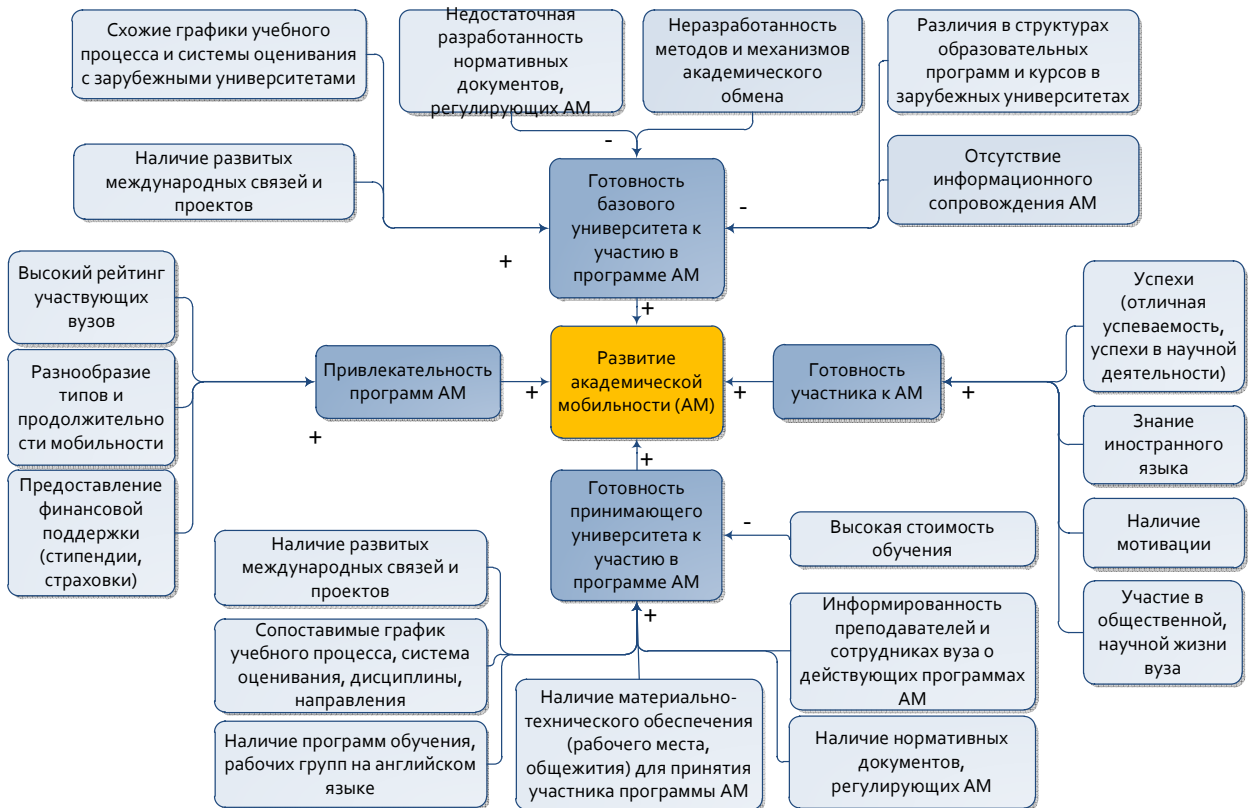 Схожие графики учебного
процесса и системы оценивания
с зарубежными университетами
Недостаточная
разработанность
нормативных
документов,
регулирующих АМ
Неразработанность
методов и механизмов
академического
обмена
Различия в структурах
образовательных
программ и курсов в
зарубежных университетах
Наличие развитых
международных связей и
проектов
-
Готовность
базового
университета к
участию в
программе АМ
-
Отсутствие
информационного
сопровождения АМ
+
+
Высокий рейтинг
участвующих
вузов
Разнообразие
типов и
продолжительно
сти мобильности
Предоставление
финансовой
поддержки
(стипендии,
страховки)
+
Привлекательность
программ АМ
+
Развитие
академической
мобильности (АМ)
+
Готовность
участника к АМ
+
Успехи
(отличная
успеваемость,
успехи в научной
деятельности)
Знание
иностранного
языка
Наличие
мотивации
Участие в
общественной,
научной жизни
вуза
+
Готовность
принимающего
университета к
участию в
программе АМ
-
Высокая стоимость
обучения
+
Наличие развитых
международных связей и
проектов
Сопоставимые график
учебного процесса, система
оценивания, дисциплины,
направления
Наличие программ обучения,
рабочих групп на английском
языке
Наличие материально-
технического обеспечения
(рабочего места,
общежития) для принятия
участника программы АМ
Информированность
преподавателей и
сотрудниках вуза о
действующих программах
АМ
Наличие нормативных
документов,
регулирующих АМ